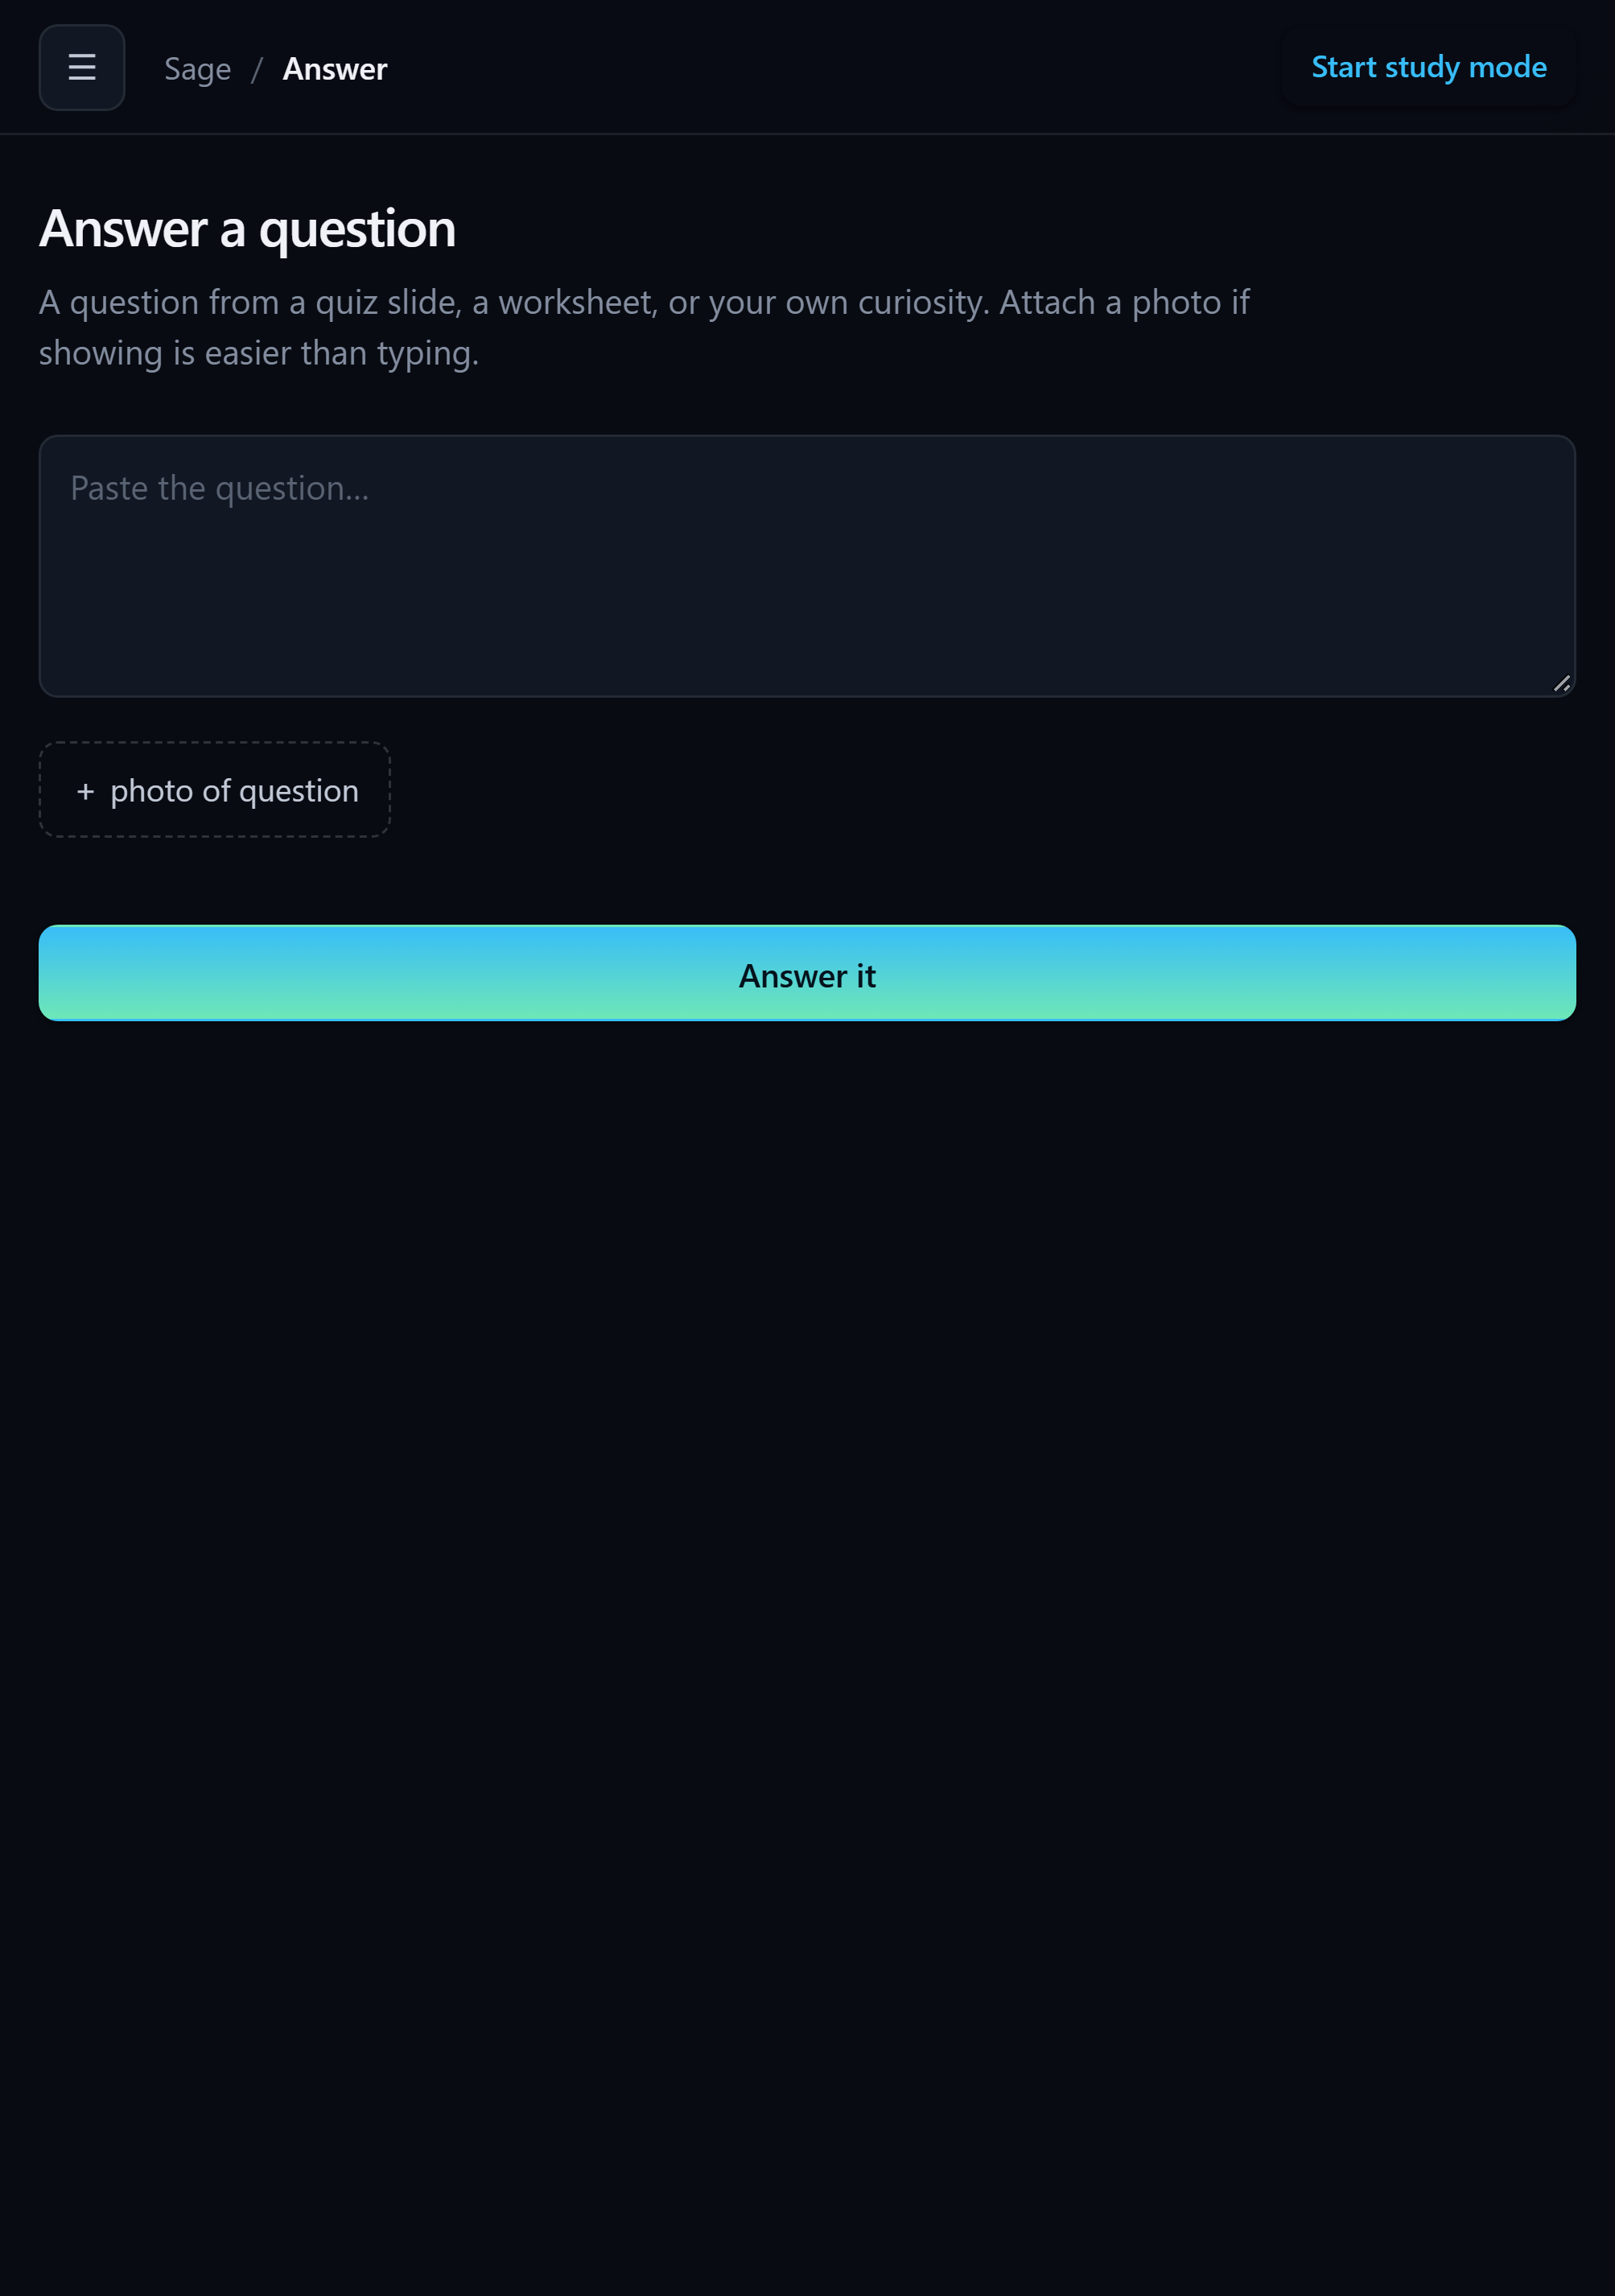 ☰ Sage / Answer Start study mode
Answer a question
A question from a quiz slide, a worksheet, or your own curiosity. Attach a photo if
showing is easier than typing.
Paste the question...
+ photo of question
Answer it